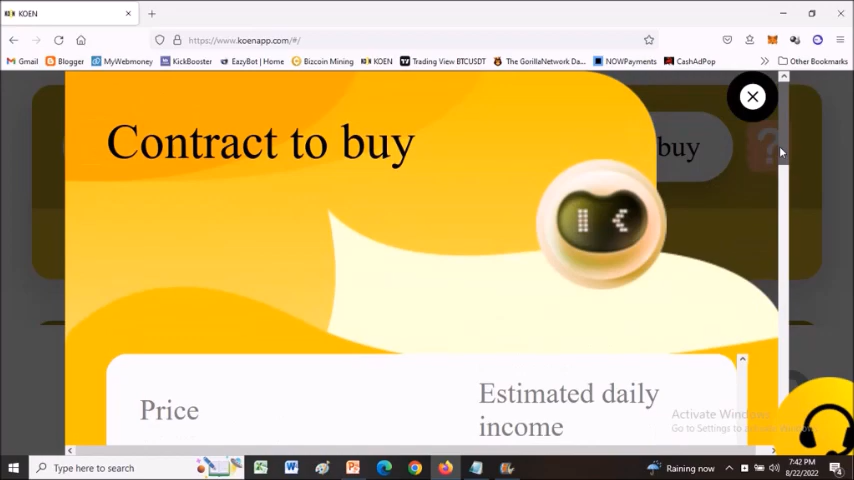 KOEN
https://www.koenapp.com/#/
Gmail Blogger MyWebmoney KickBooster EazyBot | Home Bizcoin Mining KOEN Trading View BTCUSDT The GorillaNetwork Da... NOWPayments CashAdPop Other Bookmarks
Contract to buy
buy
Price
Estimated daily
income
Activate Windows
Go to Settings to activate Windows.
Type here to search
Raining now
7:42 PM
8/22/2022
4